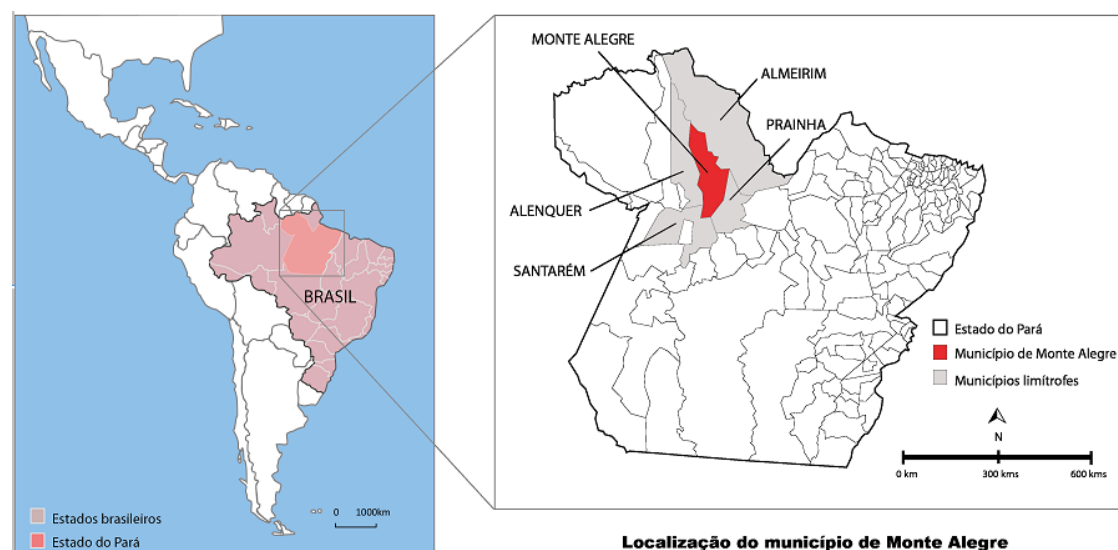 BRASIL
Estados brasileiros
Estado do Pará
0 1000km
MONTE ALEGRE
ALMEIRIM
PRAINHA
ALENQUER
SANTARÉM
Estado do Pará
Município de Monte Alegre
Municípios limítrofes
N
0 km 300 kms 600 kms
Localização do município de Monte Alegre